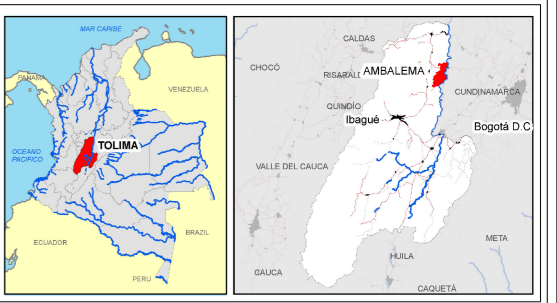 MAR CARIBE
PANAMÁ
VENEZUELA
OCEANO
PACIFICO
TOLIMA
BRAZIL
ECUADOR
PERU
CALDAS
CHOCÓ
RISARALDA
AMBALEMA
CUNDINAMARCA
QUINDÍO
Ibagué
Bogotá D.C
VALLE DEL CAUCA
META
HUILA
CAUCA
CAQUETÁ